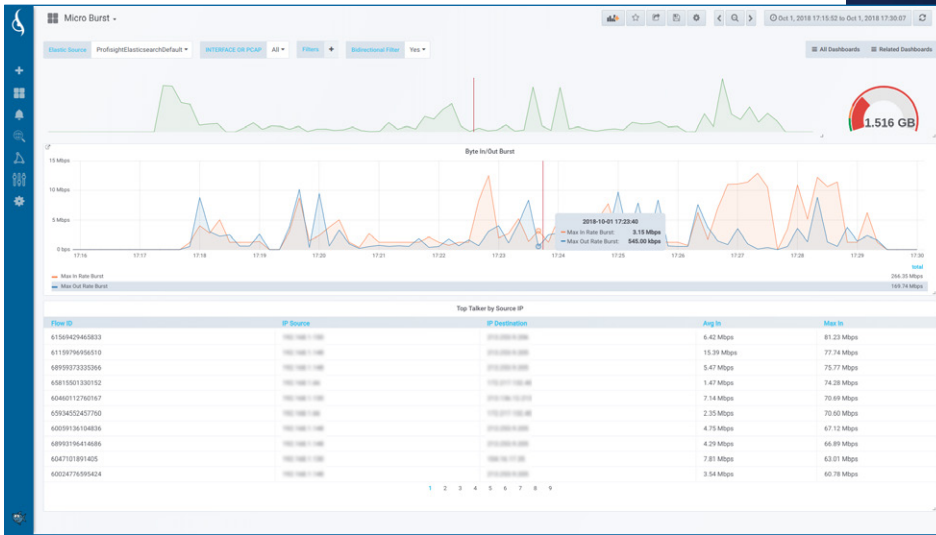 Micro Burst
Oct 1, 2018 17:15:52 to Oct 1, 2018 17:30:07
Elastic Source ProfisightElasticsearchDefault INTERFACE OR PCAP All Filters + Bidirectional Filter Yes
All Dashboards Related Dashboards
1.516 GB
Byte In/Out Burst
15 Mbps
10 Mbps
5 Mbps
0 bps
2018-10-01 17:23:40
Max In Rate Burst: 3.15 Mbps
Max Out Rate Burst: 545.00 kbps
17:16 17:17 17:18 17:19 17:20 17:21 17:22 17:23 17:24 17:25 17:26 17:27 17:28 17:29 17:30
total
Max In Rate Burst 266.35 Mbps
Max Out Rate Burst 169.74 Mbps
Top Talker by Source IP
Flow ID IP Source IP Destination Avg In Max In
61569429465833 6.42 Mbps 81.23 Mbps
61159796956510 15.39 Mbps 77.74 Mbps
68959373335366 5.47 Mbps 75.77 Mbps
65815501330152 1.47 Mbps 74.28 Mbps
60460112760167 7.14 Mbps 70.69 Mbps
65934552457760 2.35 Mbps 70.60 Mbps
60059136104836 4.75 Mbps 67.12 Mbps
68993196414686 4.29 Mbps 66.89 Mbps
6047101891405 7.81 Mbps 63.01 Mbps
60024776595424 3.54 Mbps 60.78 Mbps
1 2 3 4 5 6 7 8 9